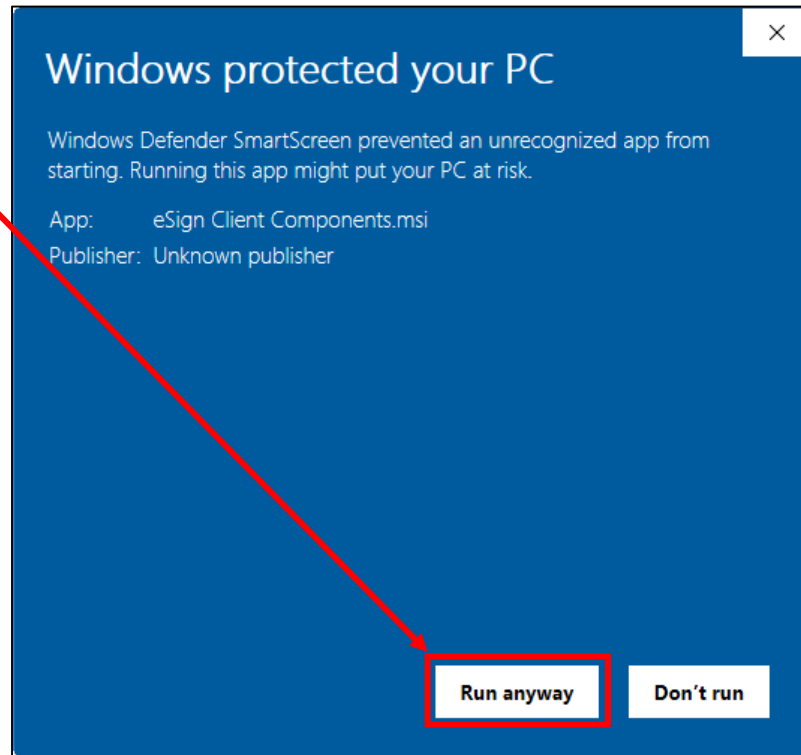 Windows protected your PC
Windows Defender SmartScreen prevented an unrecognized app from
starting. Running this app might put your PC at risk.
App: eSign Client Components.msi
Publisher: Unknown publisher
Run anyway Don't run